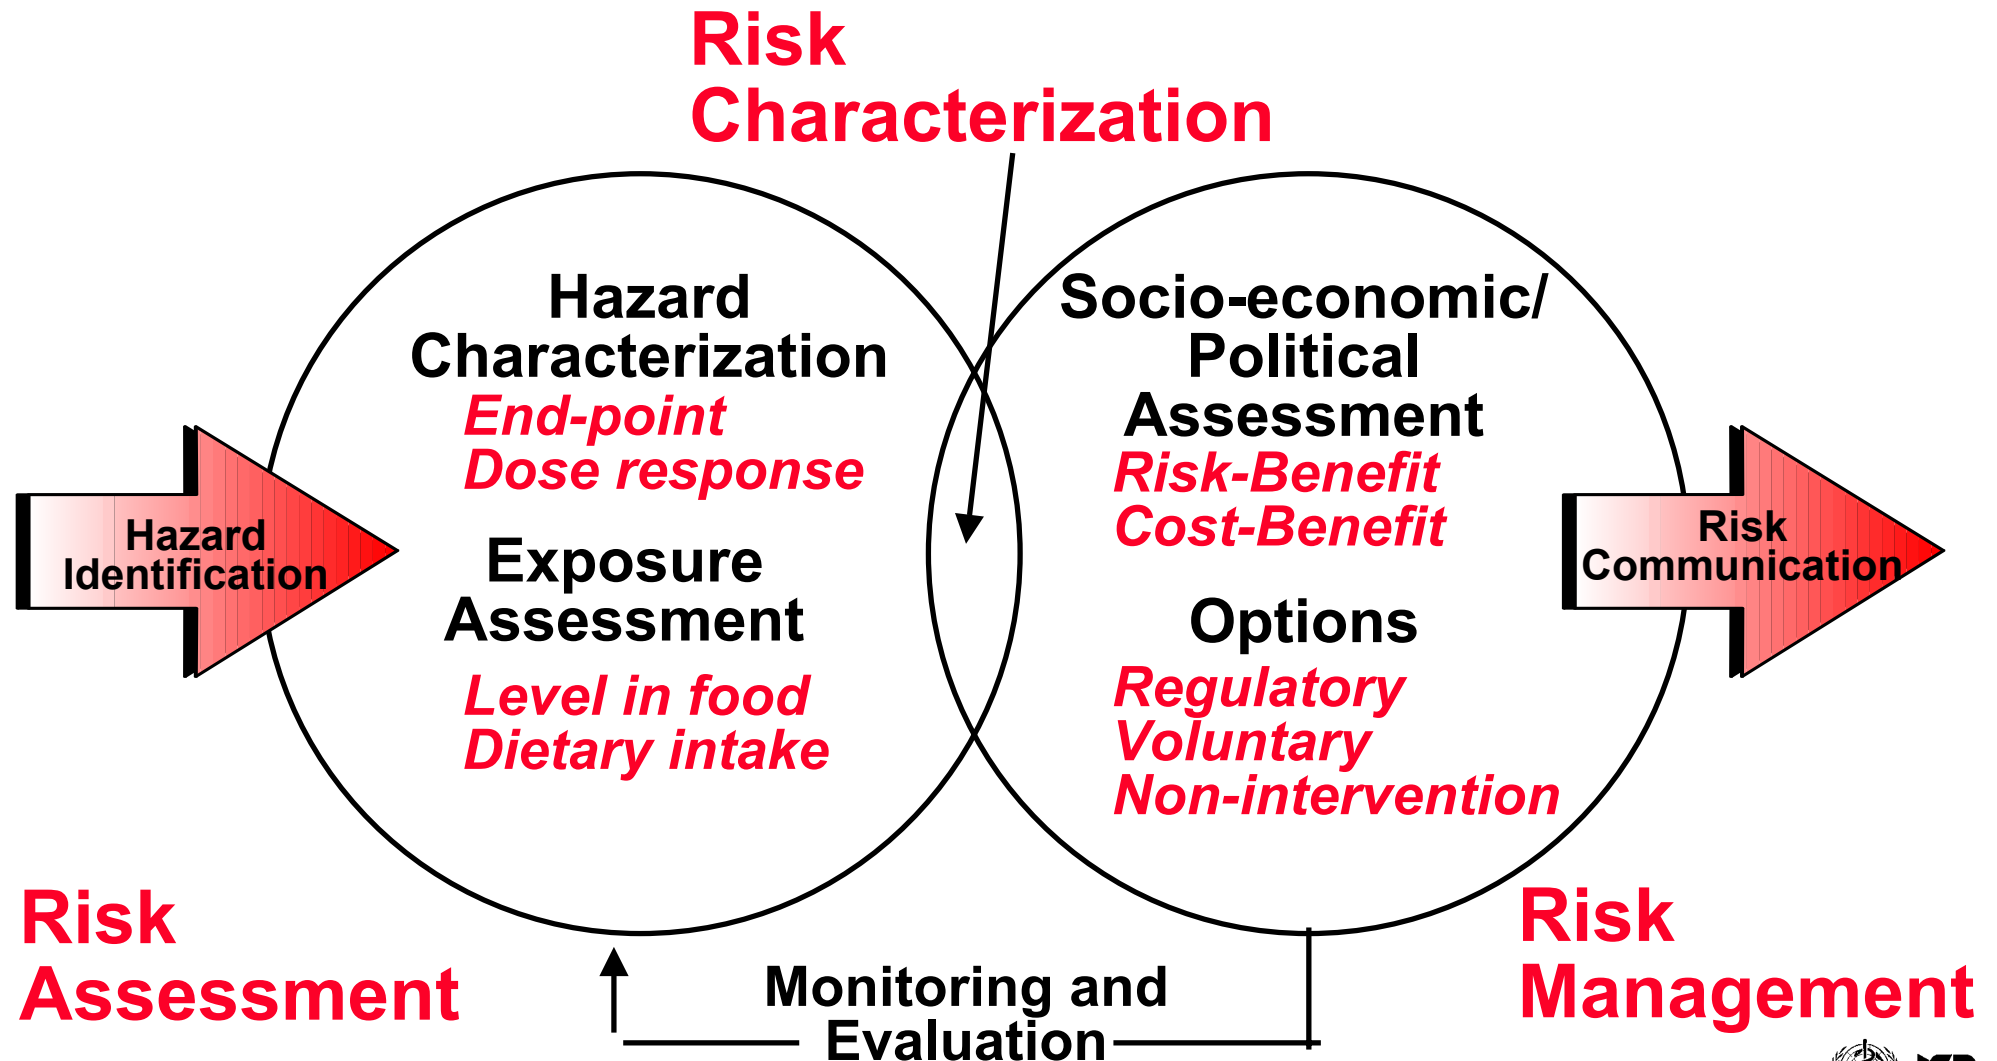 Risk
Characterization
Hazard
Characterization
End-point
Dose response
Exposure
Assessment
Level in food
Dietary intake
Socio-economic/
Political
Assessment
Risk-Benefit
Cost-Benefit
Options
Regulatory
Voluntary
Non-intervention
Hazard
Identification
Risk
Communication
Risk
Assessment
Monitoring and
Evaluation
Risk
Management